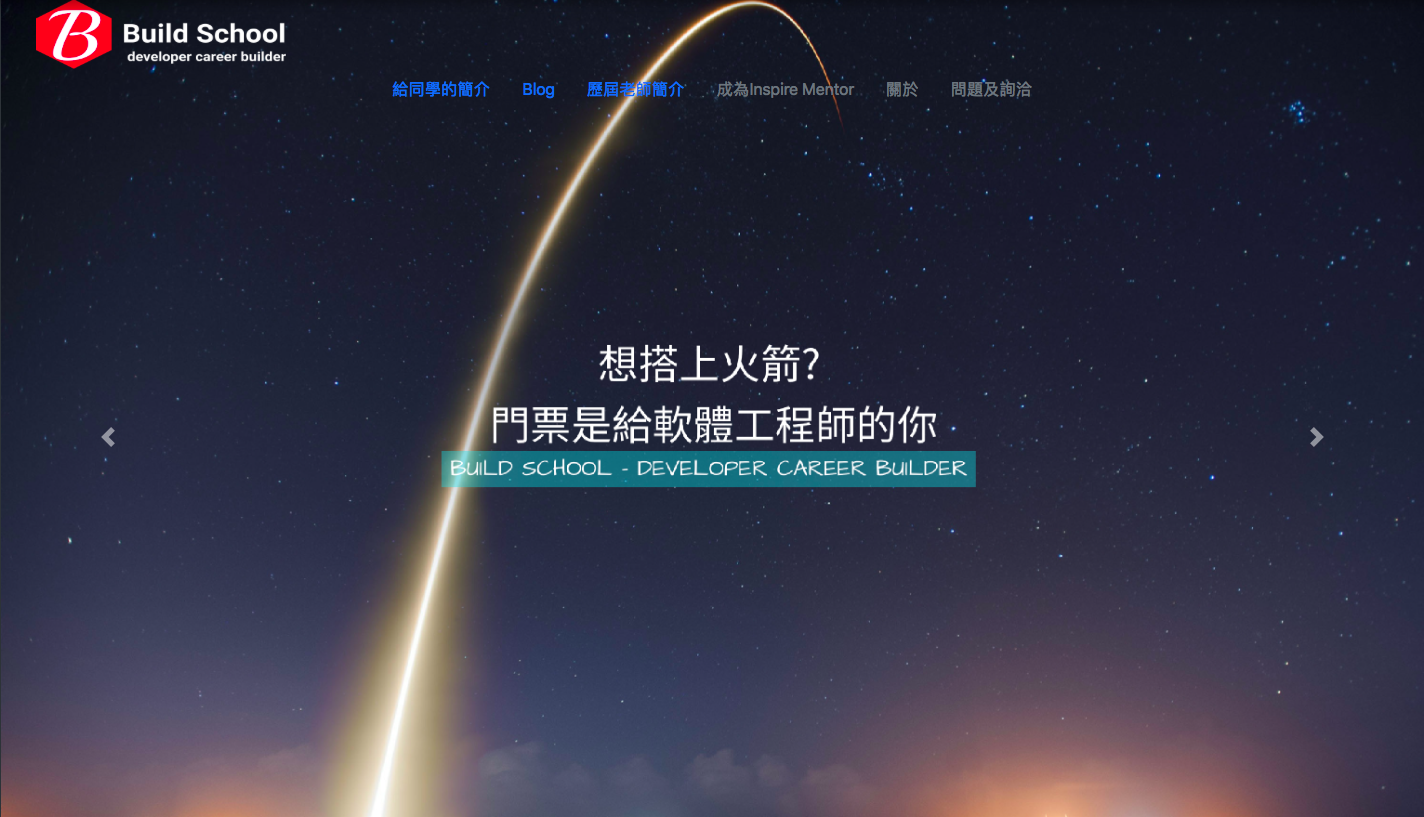 B
Build School
developer career builder
給同學的簡介 Blog 歷屆老師簡介 成為Inspire Mentor 關於 問題及詢洽
想搭上火箭?
門票是給軟體工程師的你
BUILD SCHOOL - DEVELOPER CAREER BUILDER